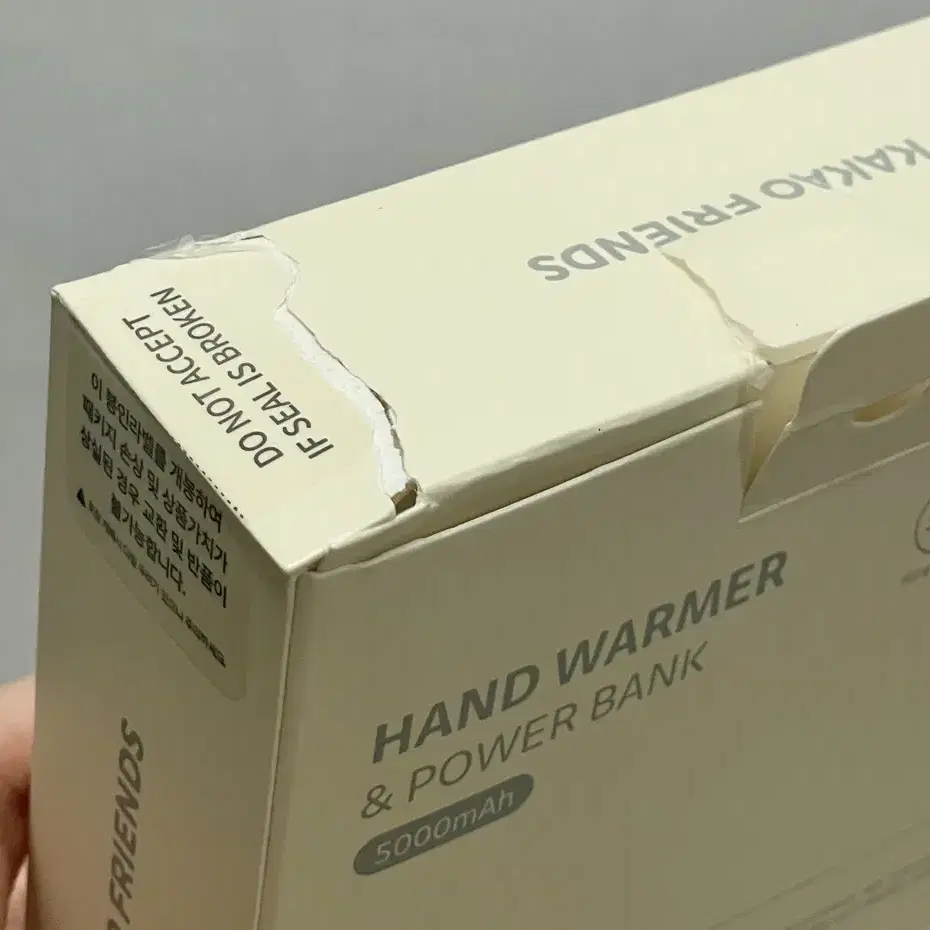 KAKAO FRIENDS
DO NOT ACCEPT
IF SEAL IS BROKEN
이 봉인라벨을 개봉하여
패키지 손상 및 상품가치가
상실된 경우 교환 및 반품이
불가능합니다.
HAND WARMER
& POWER BANK
5000mAh
FRIENDS